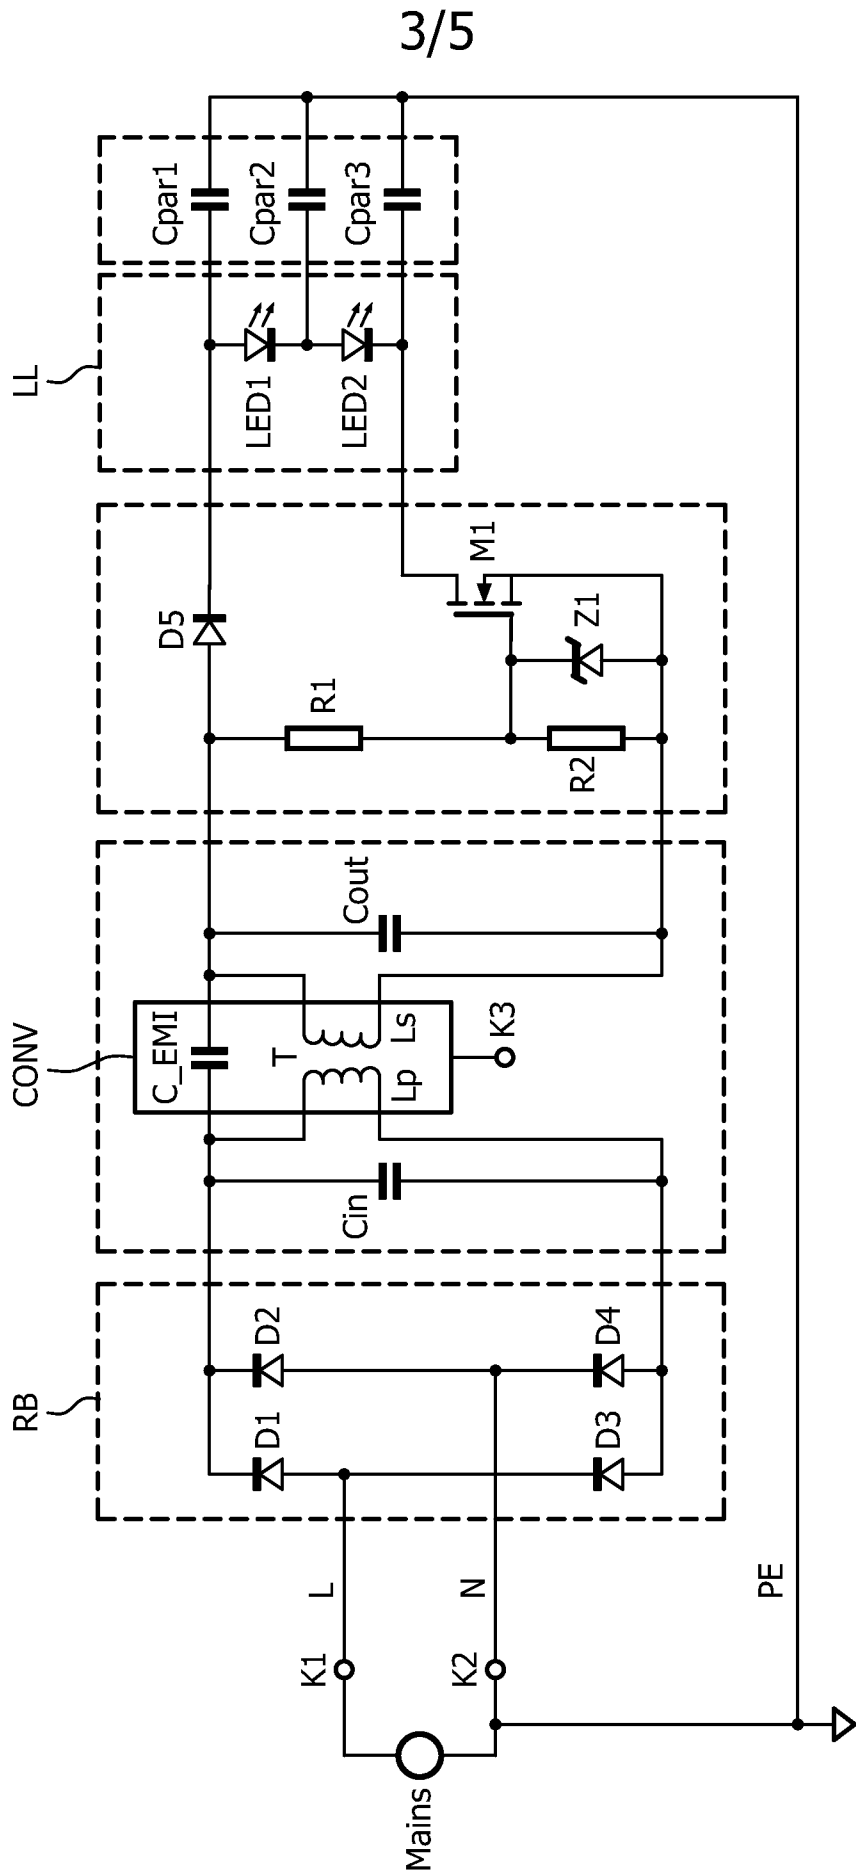 3/5
Cpar1
Cpar2
Cpar3
LL
LED1
LED2
D5
M1
Z1
R1
R2
Cout
CONV
C_EMI
T
Ls
Lp
K3
Cin
RB
D2
D4
D1
D3
L
N
PE
K1
K2
Mains